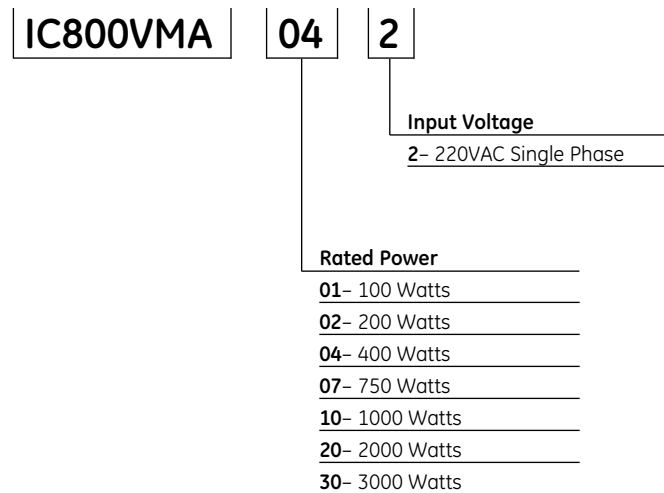 IC800VMA 04 2
Input Voltage
2– 220VAC Single Phase
Rated Power
01– 100 Watts
02– 200 Watts
04– 400 Watts
07– 750 Watts
10– 1000 Watts
20– 2000 Watts
30– 3000 Watts